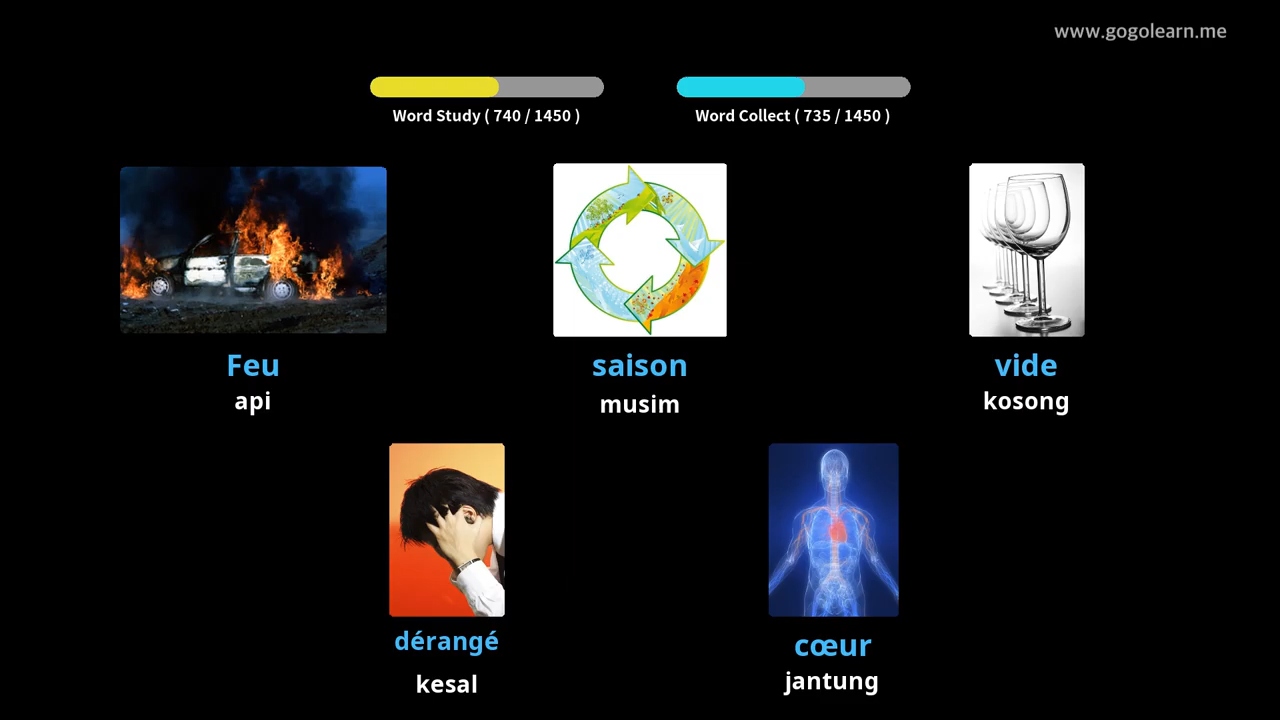 www.gogolearn.me
Word Study ( 740 / 1450 )
Word Collect ( 735 / 1450 )
Feu
api
saison
musim
vide
kosong
dérangé
kesal
cœur
jantung